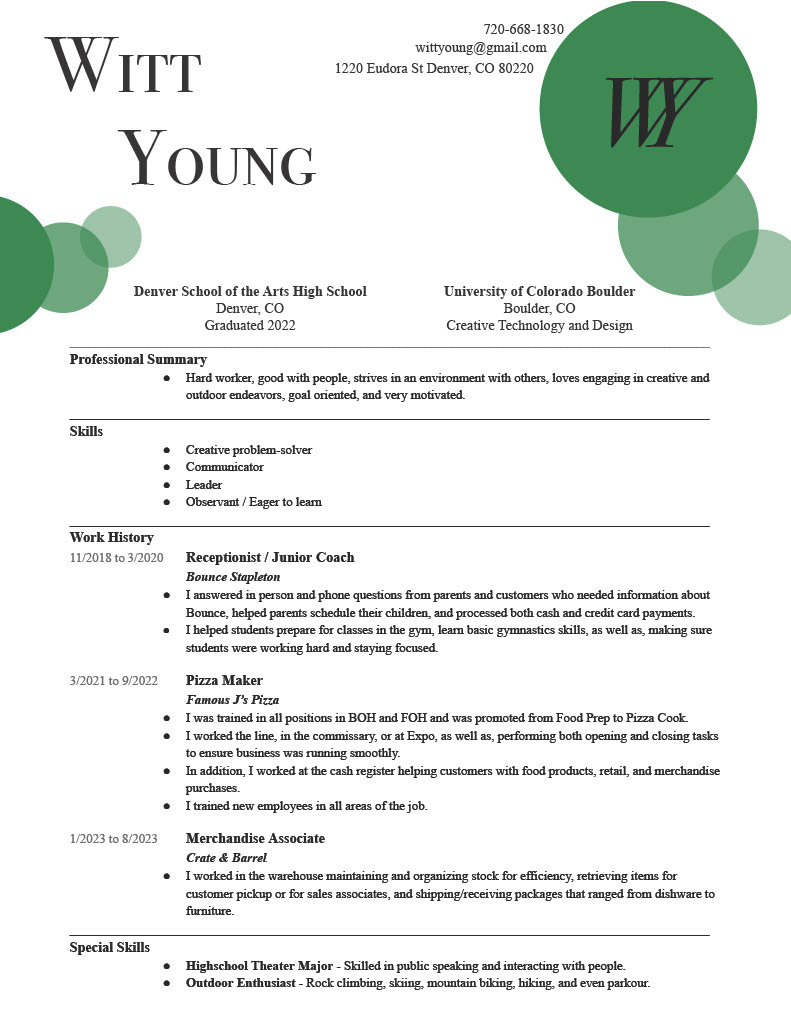 WITT
YOUNG
720-668-1830
wittyoung@gmail.com
1220 Eudora St Denver, CO 80220
WY
Denver School of the Arts High School
Denver, CO
Graduated 2022
University of Colorado Boulder
Boulder, CO
Creative Technology and Design
Professional Summary
● Hard worker, good with people, strives in an environment with others, loves engaging in creative and
outdoor endeavors, goal oriented, and very motivated.
Skills
● Creative problem-solver
● Communicator
● Leader
● Observant / Eager to learn
Work History
11/2018 to 3/2020 Receptionist / Junior Coach
Bounce Stapleton
● I answered in person and phone questions from parents and customers who needed information about
Bounce, helped parents schedule their children, and processed both cash and credit card payments.
● I helped students prepare for classes in the gym, learn basic gymnastics skills, as well as, making sure
students were working hard and staying focused.
3/2021 to 9/2022 Pizza Maker
Famous J's Pizza
● I was trained in all positions in BOH and FOH and was promoted from Food Prep to Pizza Cook.
● I worked the line, in the commissary, or at Expo, as well as, performing both opening and closing tasks
to ensure business was running smoothly.
● In addition, I worked at the cash register helping customers with food products, retail, and merchandise
purchases.
● I trained new employees in all areas of the job.
1/2023 to 8/2023 Merchandise Associate
Crate & Barrel
● I worked in the warehouse maintaining and organizing stock for efficiency, retrieving items for
customer pickup or for sales associates, and shipping/receiving packages that ranged from dishware to
furniture.
Special Skills
● Highschool Theater Major - Skilled in public speaking and interacting with people.
● Outdoor Enthusiast - Rock climbing, skiing, mountain biking, hiking, and even parkour.